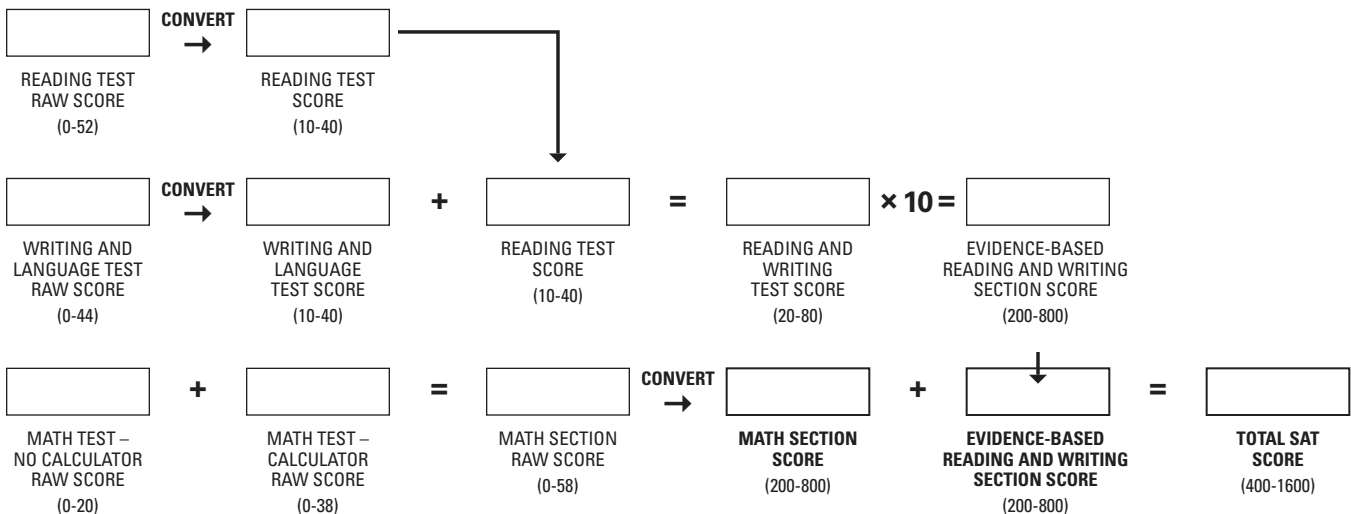 CONVERT
→
READING TEST
RAW SCORE
(0-52)
READING TEST
SCORE
(10-40)
CONVERT
→
+
=
× 10 =
WRITING AND
LANGUAGE TEST
RAW SCORE
(0-44)
WRITING AND
LANGUAGE
TEST SCORE
(10-40)
READING TEST
SCORE
(10-40)
READING AND
WRITING
TEST SCORE
(20-80)
EVIDENCE-BASED
READING AND WRITING
SECTION SCORE
(200-800)
+
=
CONVERT
→
+
=
MATH TEST –
NO CALCULATOR
RAW SCORE
(0-20)
MATH TEST –
CALCULATOR
RAW SCORE
(0-38)
MATH SECTION
RAW SCORE
(0-58)
MATH SECTION
SCORE
(200-800)
EVIDENCE-BASED
READING AND WRITING
SECTION SCORE
(200-800)
TOTAL SAT
SCORE
(400-1600)